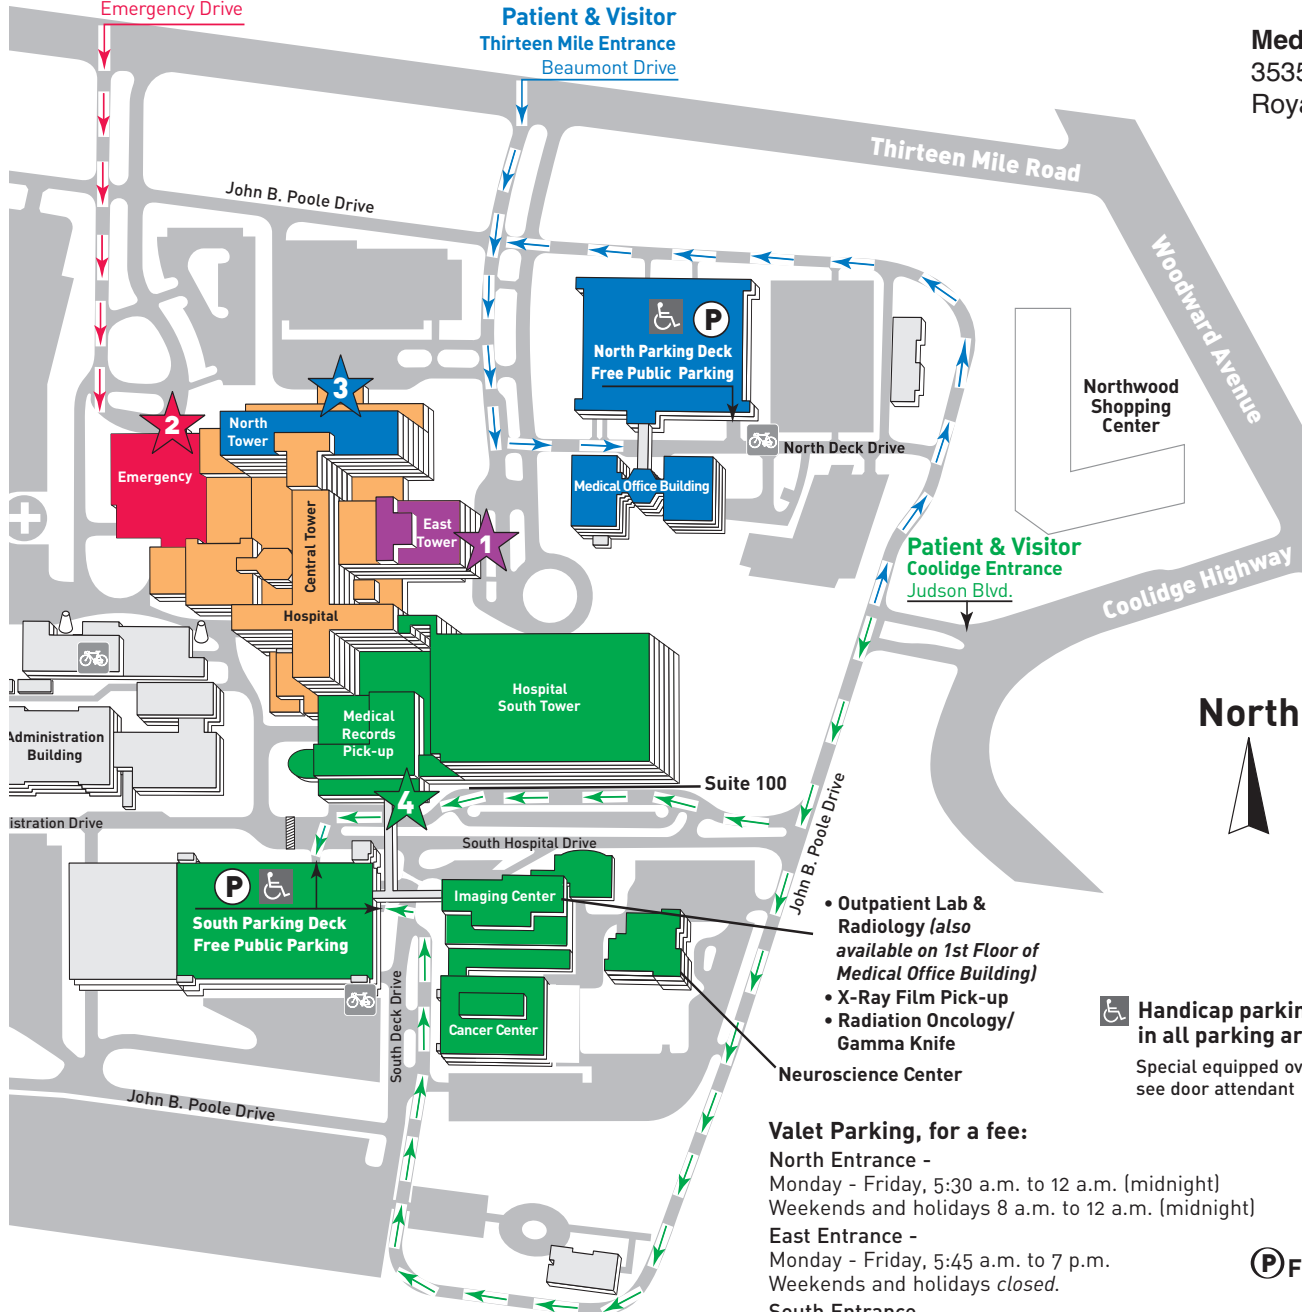 Emergency Drive
Patient & Visitor
Thirteen Mile Entrance
Beaumont Drive
Med
3535
Roya
Thirteen Mile Road
John B. Poole Drive
Woodward Avenue
P
North Parking Deck
Free Public Parking
3
2
North
Tower
Northwood
Shopping
Center
North Deck Drive
Emergency
Medical Office Building
Central Tower
East
Tower
1
Patient & Visitor
Coolidge Entrance
Judson Blvd.
Coolidge Highway
Hospital
Hospital
South Tower
Medical
Records
Pick-up
Administration
Building
North
Suite 100
4
istration Drive
South Hospital Drive
John B. Poole Drive
P
South Parking Deck
Free Public Parking
Imaging Center
• Outpatient Lab &
Radiology (also
available on 1st Floor of
Medical Office Building)
• X-Ray Film Pick-up
• Radiation Oncology/
Gamma Knife
South Deck Drive
Cancer Center
Neuroscience Center
Handicap parkin
in all parking ar
Special equipped ov
see door attendant
John B. Poole Drive
Valet Parking, for a fee:
North Entrance -
Monday - Friday, 5:30 a.m. to 12 a.m. (midnight)
Weekends and holidays 8 a.m. to 12 a.m. (midnight)
East Entrance -
Monday - Friday, 5:45 a.m. to 7 p.m.
Weekends and holidays closed.
P F
South Entrance